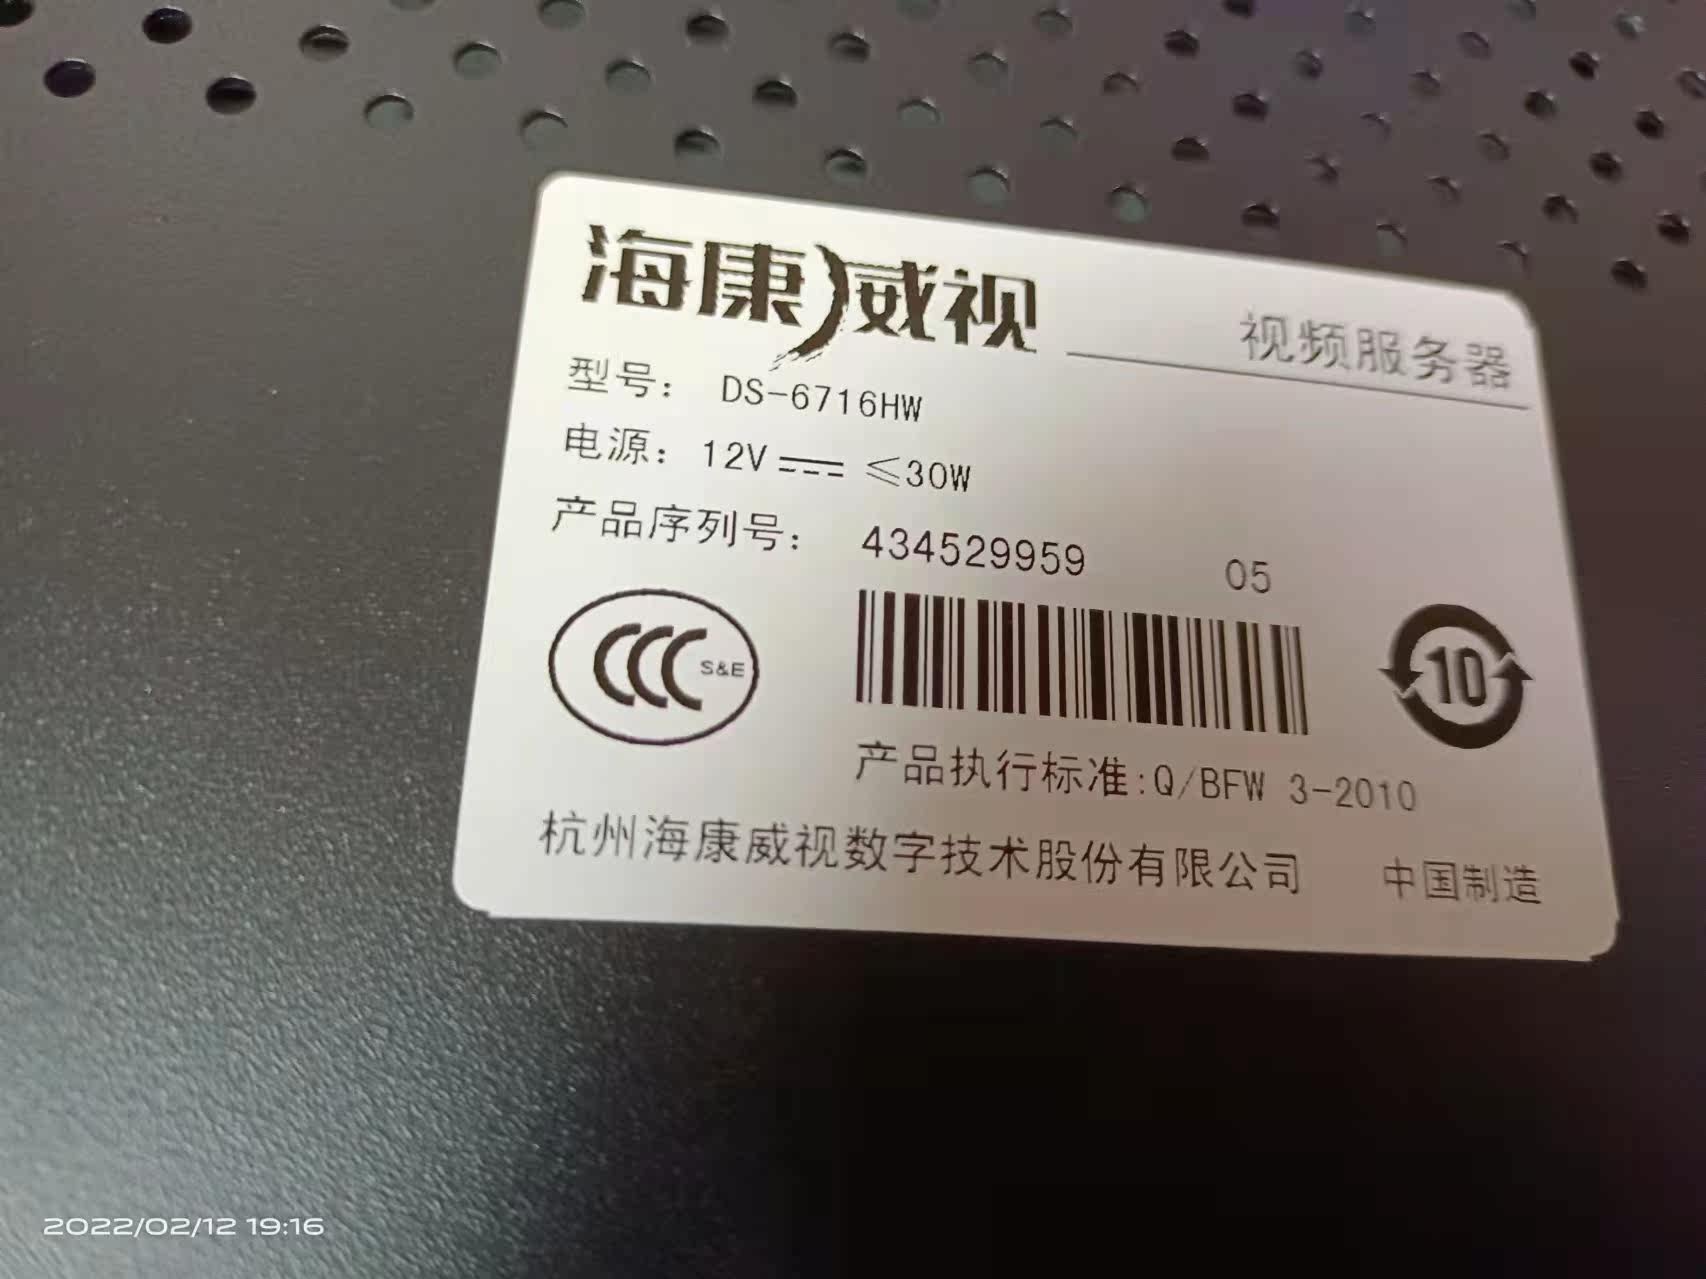 海康威视
视频服务器
型号: DS-6716HW
电源: 12V ⎓ ≤30W
产品序列号: 434529959 05
CCC S&E
10
产品执行标准:Q/BFW 3-2010
杭州海康威视数字技术股份有限公司 中国制造
2022/02/12 19:16